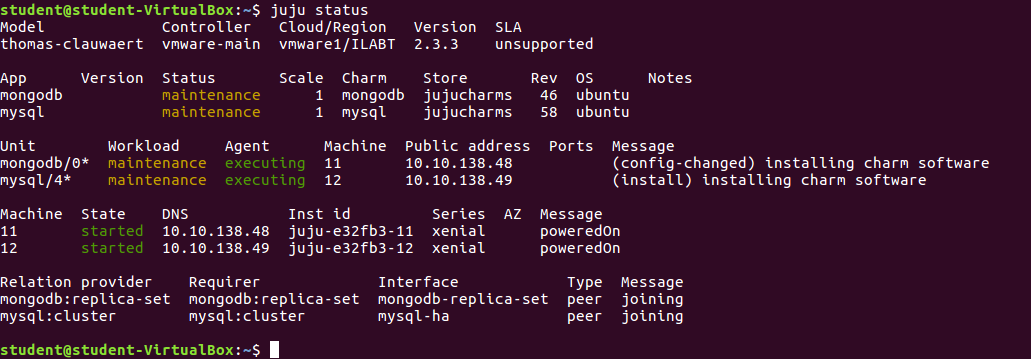 student@student-VirtualBox:~$ juju status
Model Controller Cloud/Region Version SLA
thomas-clauwaert vmware-main vmware1/ILABT 2.3.3 unsupported
App Version Status Scale Charm Store Rev OS Notes
mongodb maintenance 1 mongodb jujucharms 46 ubuntu
mysql maintenance 1 mysql jujucharms 58 ubuntu
Unit Workload Agent Machine Public address Ports Message
mongodb/0* maintenance executing 11 10.10.138.48 (config-changed) installing charm software
mysql/4* maintenance executing 12 10.10.138.49 (install) installing charm software
Machine State DNS Inst id Series AZ Message
11 started 10.10.138.48 juju-e32fb3-11 xenial poweredOn
12 started 10.10.138.49 juju-e32fb3-12 xenial poweredOn
Relation provider Requirer Interface Type Message
mongodb:replica-set mongodb:replica-set mongodb-replica-set peer joining
mysql:cluster mysql:cluster mysql-ha peer joining
student@student-VirtualBox:~$